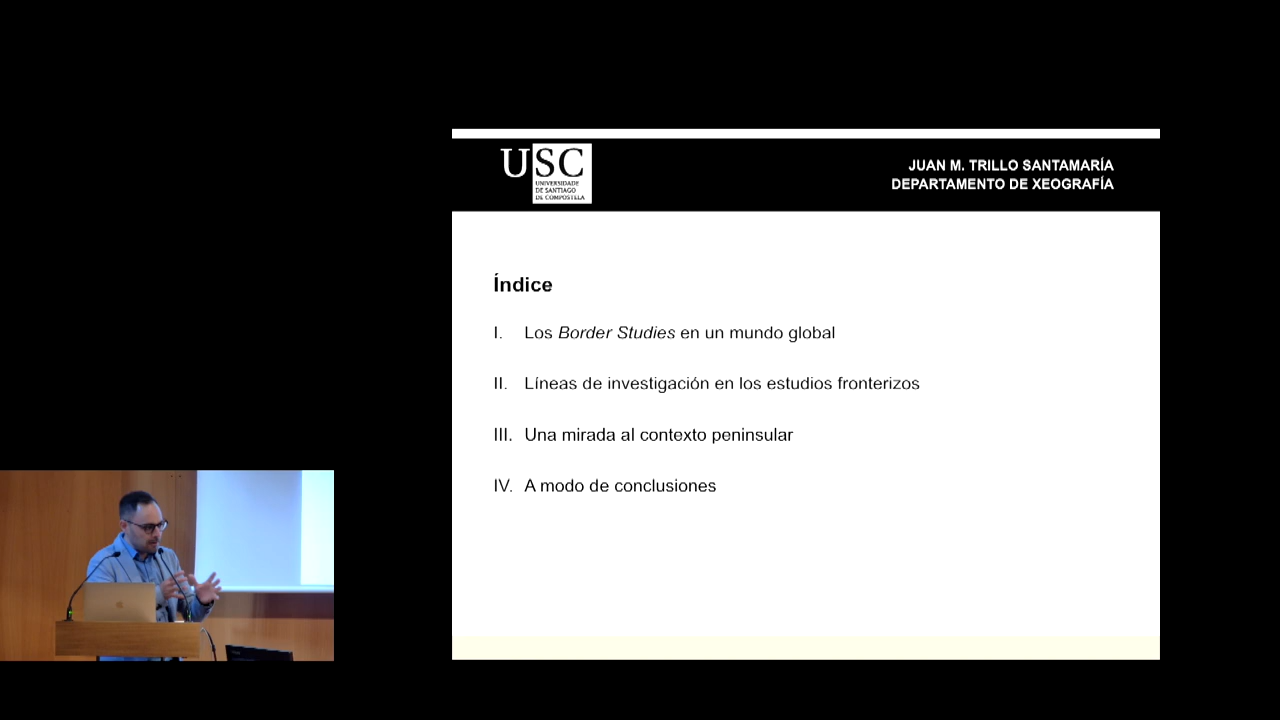 USC
UNIVERSIDADE
DE SANTIAGO
DE COMPOSTELA
JUAN M. TRILLO SANTAMARÍA
DEPARTAMENTO DE XEOGRAFÍA
Índice
I. Los Border Studies en un mundo global
II. Líneas de investigación en los estudios fronterizos
III. Una mirada al contexto peninsular
IV. A modo de conclusiones